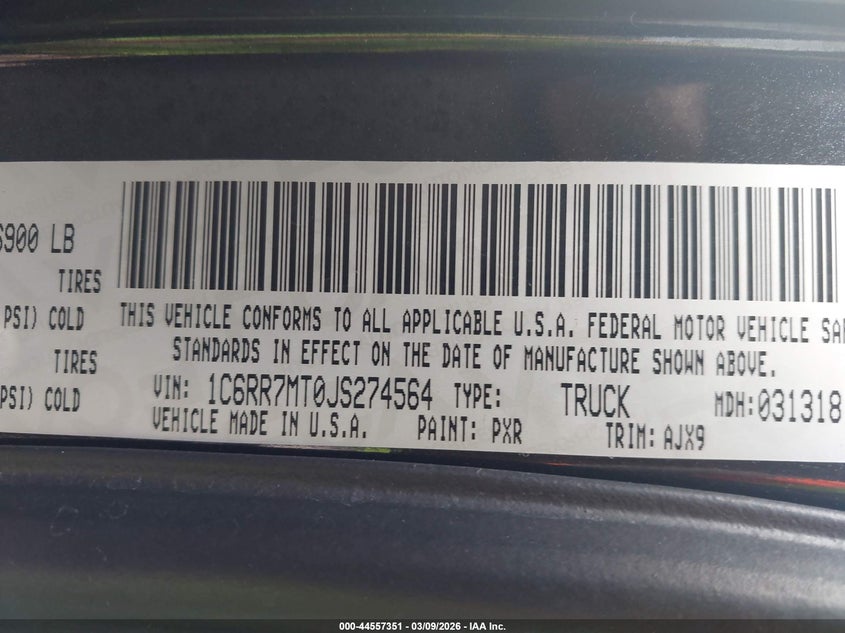 6900 LB
TIRES
PSI) COLD
TIRES
PSI) COLD
THIS VEHICLE CONFORMS TO ALL APPLICABLE U.S.A. FEDERAL MOTOR VEHICLE SAF
STANDARDS IN EFFECT ON THE DATE OF MANUFACTURE SHOWN ABOVE.
VIN: 1C6RR7MT0JS274564 TYPE: TRUCK MDH:031318
VEHICLE MADE IN U.S.A. PAINT: PXR TRIM: AJX9
000-44557351 - 03/09/2026 - IAA Inc.